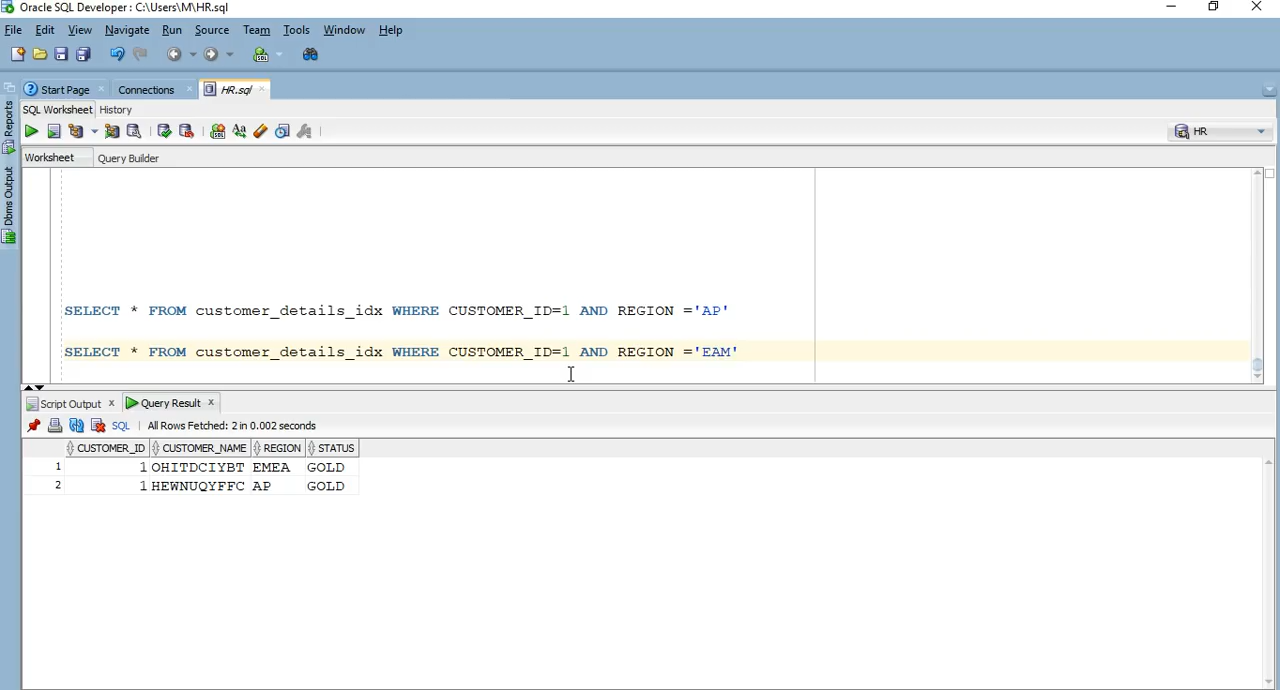 Oracle SQL Developer : C:\Users\M\HR.sql
File Edit View Navigate Run Source Team Tools Window Help
Start Page Connections HR.sql
SQL Worksheet History
HR
Worksheet Query Builder
Reports
Dbms Output
SELECT * FROM customer_details_idx WHERE CUSTOMER_ID=1 AND REGION ='AP'
SELECT * FROM customer_details_idx WHERE CUSTOMER_ID=1 AND REGION ='EAM'
Script Output Query Result
SQL All Rows Fetched: 2 in 0.002 seconds
CUSTOMER_ID CUSTOMER_NAME REGION STATUS
1 1 OHITDCIYBT EMEA GOLD
2 1 HEWNUQYFFC AP GOLD